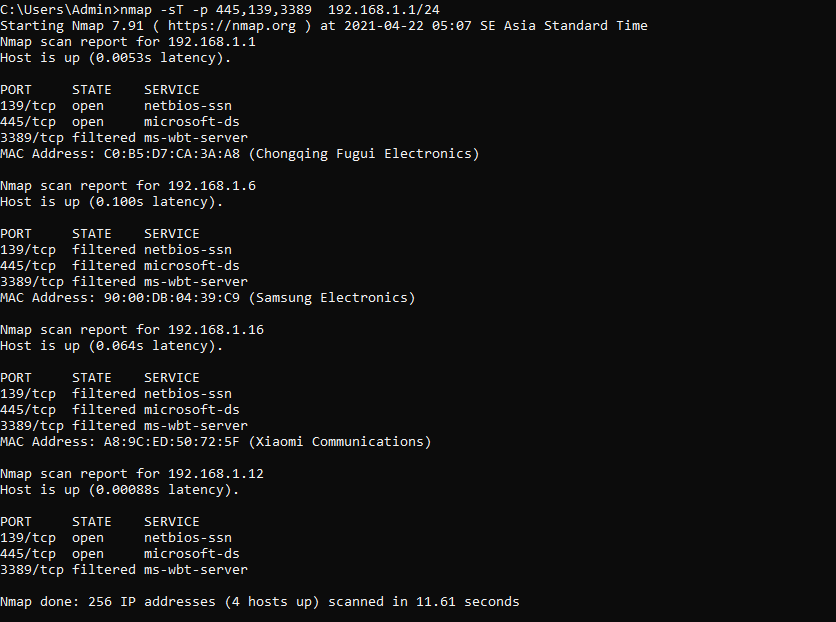 C:\Users\Admin>nmap -sT -p 445,139,3389  192.168.1.1/24
Starting Nmap 7.91 ( https://nmap.org ) at 2021-04-22 05:07 SE Asia Standard Time
Nmap scan report for 192.168.1.1
Host is up (0.0053s latency).
PORT     STATE    SERVICE
139/tcp  open     netbios-ssn
445/tcp  open     microsoft-ds
3389/tcp filtered ms-wbt-server
MAC Address: C0:B5:D7:CA:3A:A8 (Chongqing Fugui Electronics)
Nmap scan report for 192.168.1.6
Host is up (0.100s latency).
PORT     STATE    SERVICE
139/tcp  filtered netbios-ssn
445/tcp  filtered microsoft-ds
3389/tcp filtered ms-wbt-server
MAC Address: 90:00:DB:04:39:C9 (Samsung Electronics)
Nmap scan report for 192.168.1.16
Host is up (0.064s latency).
PORT     STATE    SERVICE
139/tcp  filtered netbios-ssn
445/tcp  filtered microsoft-ds
3389/tcp filtered ms-wbt-server
MAC Address: A8:9C:ED:50:72:5F (Xiaomi Communications)
Nmap scan report for 192.168.1.12
Host is up (0.00088s latency).
PORT     STATE    SERVICE
139/tcp  open     netbios-ssn
445/tcp  open     microsoft-ds
3389/tcp filtered ms-wbt-server
Nmap done: 256 IP addresses (4 hosts up) scanned in 11.61 seconds